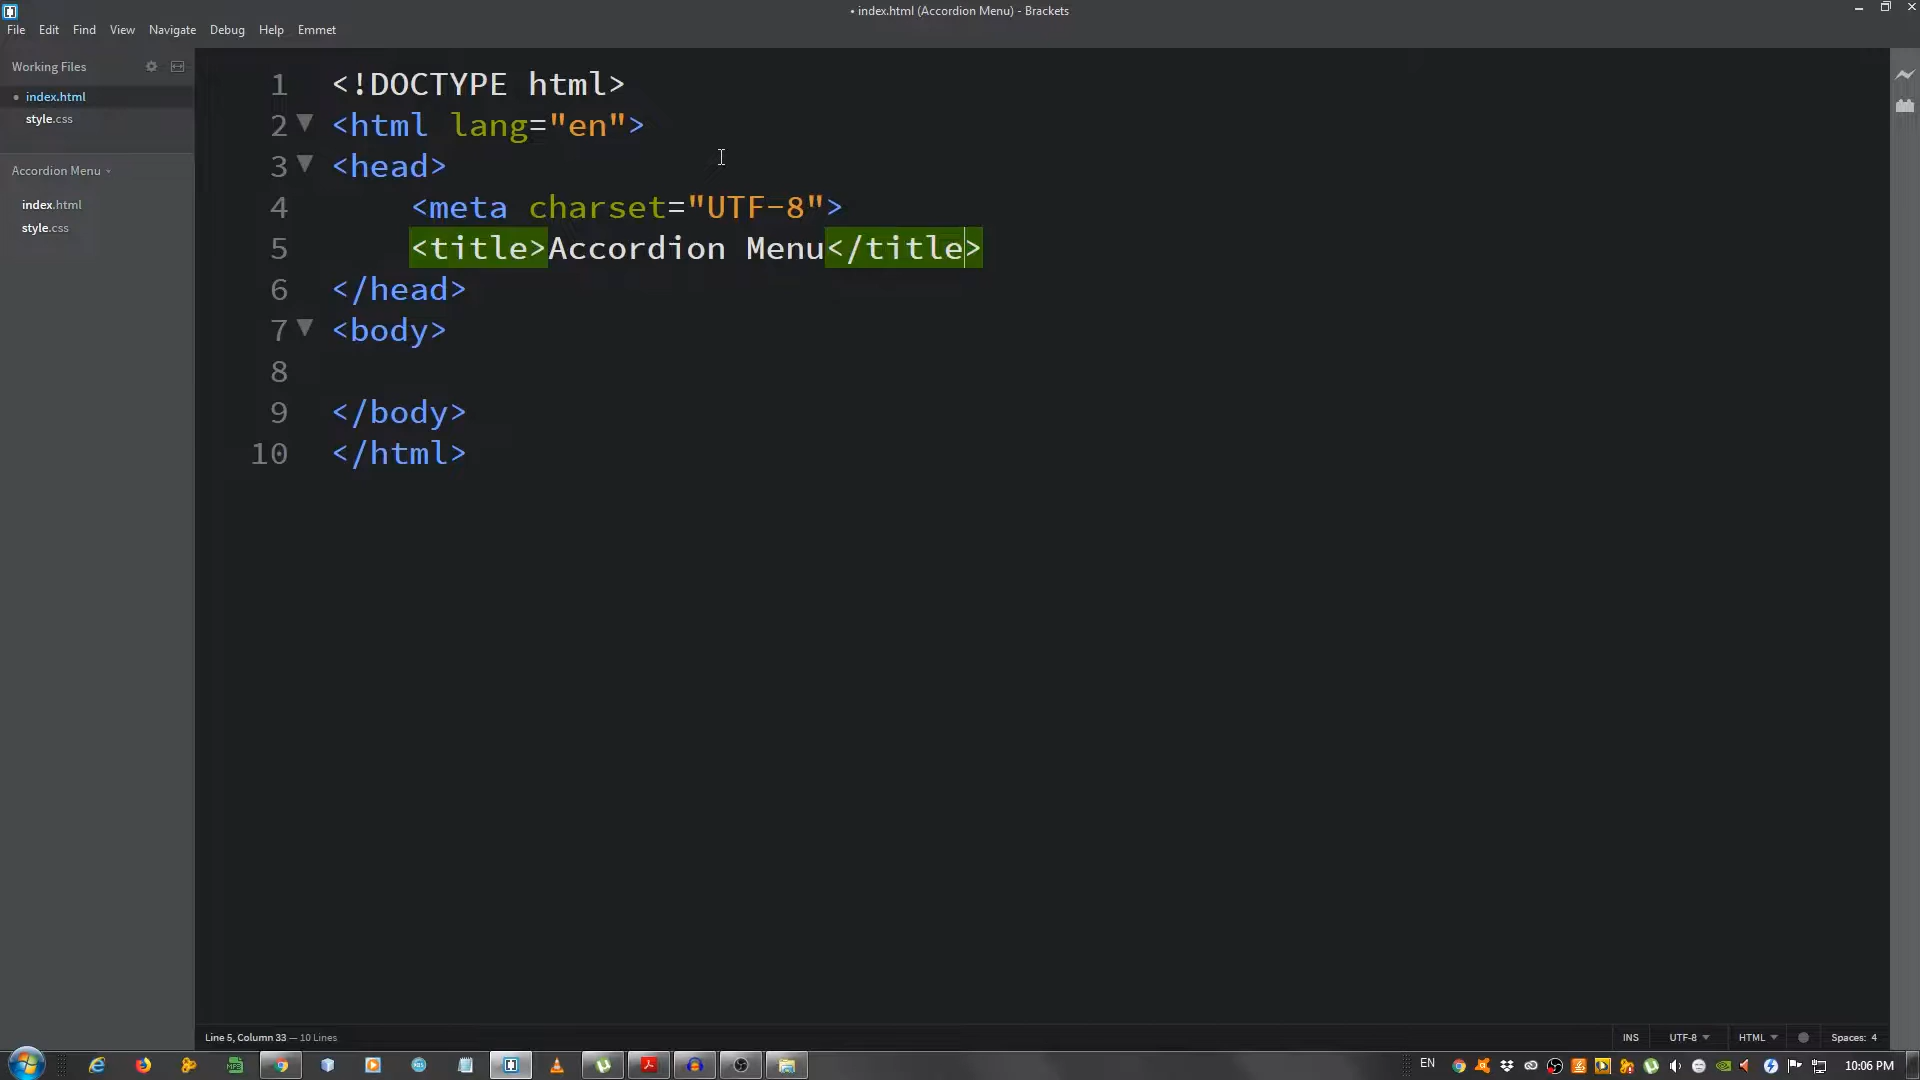 • index.html (Accordion Menu) - Brackets
File Edit Find View Navigate Debug Help Emmet
Working Files
index.html
style.css
Accordion Menu
index.html
style.css
1 <!DOCTYPE html>
2 <html lang="en">
3 <head>
4 <meta charset="UTF-8">
5 <title>Accordion Menu</title>
6 </head>
7 <body>
8
9 </body>
10 </html>
Line 5, Column 33 — 10 Lines
INS UTF-8 HTML Spaces: 4
EN 10:06 PM